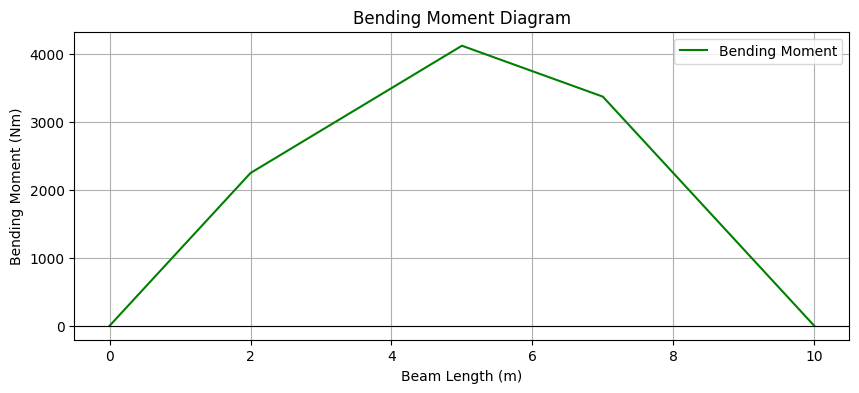 Bending Moment Diagram
Bending Moment
4000
3000
2000
1000
0
Bending Moment (Nm)
0 2 4 6 8 10
Beam Length (m)